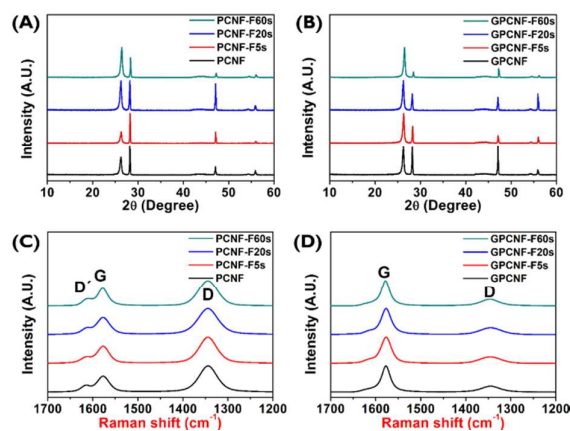 (A)
PCNF-F60s
PCNF-F20s
PCNF-F5s
PCNF
Intensity (A.U.)
10 20 30 40 50 60
2θ (Degree)
(B)
GPCNF-F60s
GPCNF-F20s
GPCNF-F5s
GPCNF
Intensity (A.U.)
10 20 30 40 50 60
2θ (Degree)
(C)
PCNF-F60s
PCNF-F20s
PCNF-F5s
PCNF
D´ G
D
Intensity (A.U.)
1700 1600 1500 1400 1300 1200
Raman shift (cm-1)
(D)
GPCNF-F60s
GPCNF-F20s
GPCNF-F5s
GPCNF
G
D
Intensity (A.U.)
1700 1600 1500 1400 1300 1200
Raman shift (cm-1)